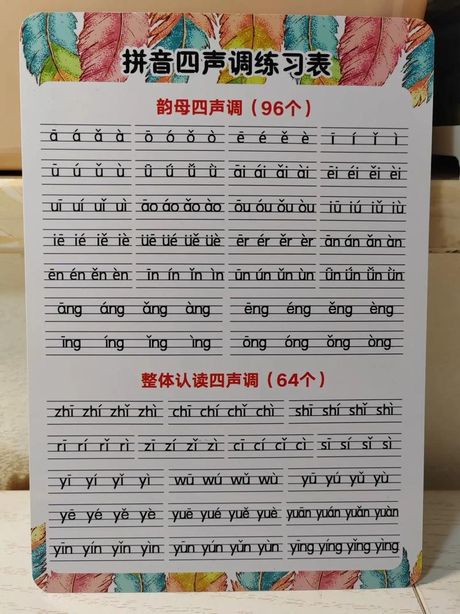 拼音四声调练习表
韵母四声调（96个）
ā á ǎ à ō ó ǒ ò ē é ě è ī í ǐ ì
ū ú ǔ ù ǖ ǘ ǚ ǜ āi ái ǎi ài ēi éi ěi èi
uī uí uǐ uì āo áo ǎo ào ōu óu ǒu òu iū iú iǔ iù
iē ié iě iè üē üé üě üè ēr ér ěr èr ān án ǎn àn
ēn én ěn èn īn ín ǐn ìn ūn ún ǔn ùn ǖn ǘn ǚn ǜn
āng áng ǎng àng ēng éng ěng èng
īng íng ǐng ìng ōng óng ǒng òng
整体认读四声调（64个）
zhī zhí zhǐ zhì chī chí chǐ chì shī shí shǐ shì
rī rí rǐ rì zī zí zǐ zì cī cí cǐ cì sī sí sǐ sì
yī yí yǐ yì wū wú wǔ wù yū yú yǔ yù
yē yé yě yè yuē yué yuě yuè yuān yuán yuǎn yuàn
yīn yín yǐn yìn yūn yún yǔn yùn yīng yíng yǐng yìng